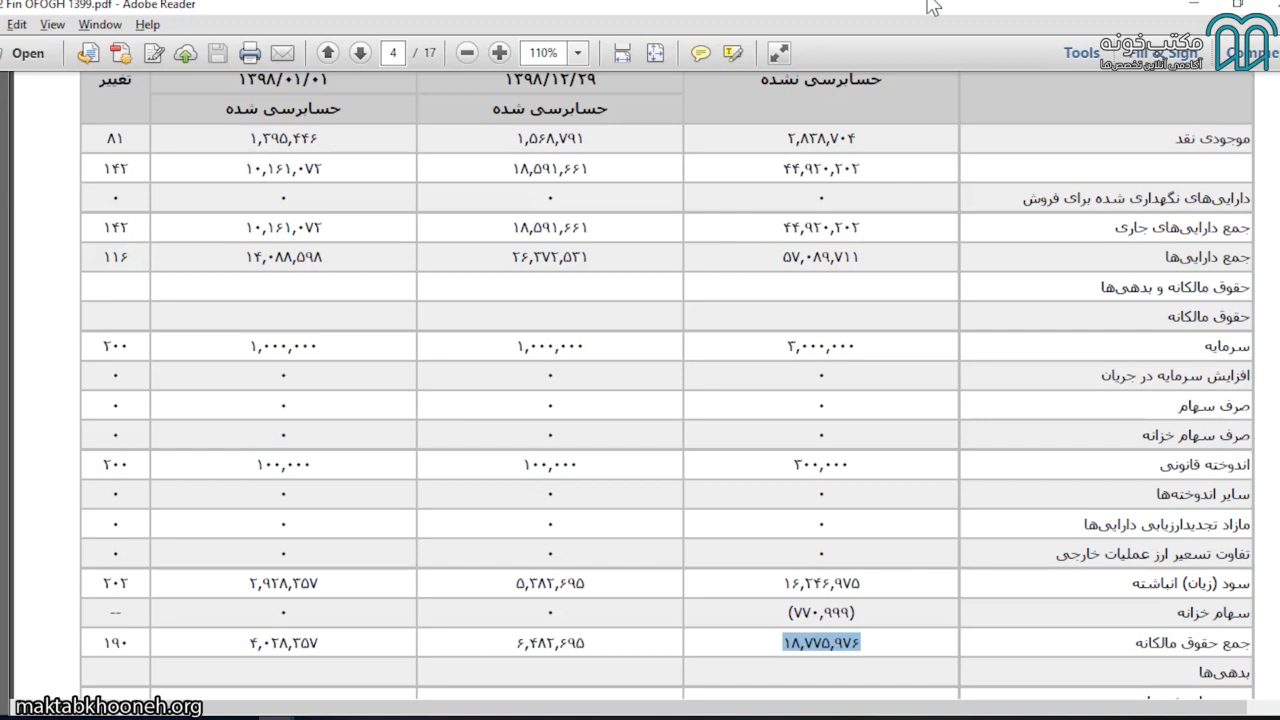 2 Fin OFOGH 1399.pdf - Adobe Reader
Edit View Window Help
Open 4 / 17 110% Tools Fill & Sign
مکتب‌خونه
آکادمی آنلاین تخصص‌ها
حسابرسی نشده ۱۳۹۸/۱۲/۲۹ ۱۳۹۸/۰۱/۰۱ تغییر
حسابرسی شده حسابرسی شده
موجودی نقد ۲,۸۳۸,۷۰۴ ۱,۵۶۸,۷۹۱ ۱,۳۹۵,۴۴۶ ۸۱
۴۴,۹۲۰,۲۰۲ ۱۸,۵۹۱,۶۶۱ ۱۰,۱۶۱,۰۷۲ ۱۴۲
دارایی‌های نگهداری شده برای فروش ۰ ۰ ۰ ۰
جمع دارایی‌های جاری ۴۴,۹۲۰,۲۰۲ ۱۸,۵۹۱,۶۶۱ ۱۰,۱۶۱,۰۷۲ ۱۴۲
جمع دارایی‌ها ۵۷,۰۸۹,۷۱۱ ۲۶,۳۷۲,۵۳۱ ۱۴,۰۸۸,۵۹۸ ۱۱۶
حقوق مالکانه و بدهی‌ها
حقوق مالکانه
سرمایه ۳,۰۰۰,۰۰۰ ۱,۰۰۰,۰۰۰ ۱,۰۰۰,۰۰۰ ۲۰۰
افزایش سرمایه در جریان ۰ ۰ ۰ ۰
صرف سهام ۰ ۰ ۰ ۰
صرف سهام خزانه ۰ ۰ ۰ ۰
اندوخته قانونی ۳۰۰,۰۰۰ ۱۰۰,۰۰۰ ۱۰۰,۰۰۰ ۲۰۰
سایر اندوخته‌ها ۰ ۰ ۰ ۰
مازاد تجدیدارزیابی دارایی‌ها ۰ ۰ ۰ ۰
تفاوت تسعیر ارز عملیات خارجی ۰ ۰ ۰ ۰
سود (زیان) انباشته ۱۶,۲۴۶,۹۷۵ ۵,۳۸۲,۶۹۵ ۲,۹۲۸,۳۵۷ ۲۰۲
سهام خزانه (۷۷۰,۹۹۹) ۰ ۰ --
جمع حقوق مالکانه ۱۸,۷۷۵,۹۷۶ ۶,۴۸۲,۶۹۵ ۴,۰۲۸,۳۵۷ ۱۹۰
بدهی‌ها
maktabkhooneh.org